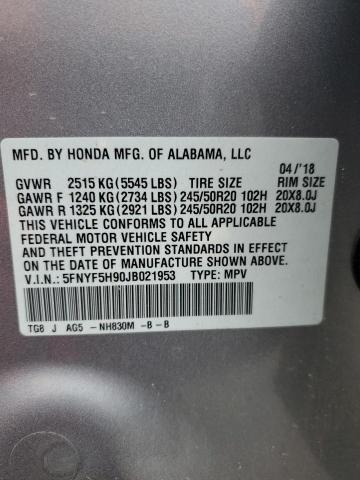 MFD. BY HONDA MFG. OF ALABAMA, LLC
04/'18
GVWR 2515 KG (5545 LBS) TIRE SIZE RIM SIZE
GAWR F 1240 KG (2734 LBS) 245/50R20 102H 20X8.0J
GAWR R 1325 KG (2921 LBS) 245/50R20 102H 20X8.0J
THIS VEHICLE CONFORMS TO ALL APPLICABLE
FEDERAL MOTOR VEHICLE SAFETY, BUMPER,
AND THEFT PREVENTION STANDARDS IN EFFECT
ON THE DATE OF MANUFACTURE SHOWN ABOVE.
V.I.N.: 5FNYF5H90JB021953 TYPE: MPV
TG8 J AG5 -NH830M -B -B